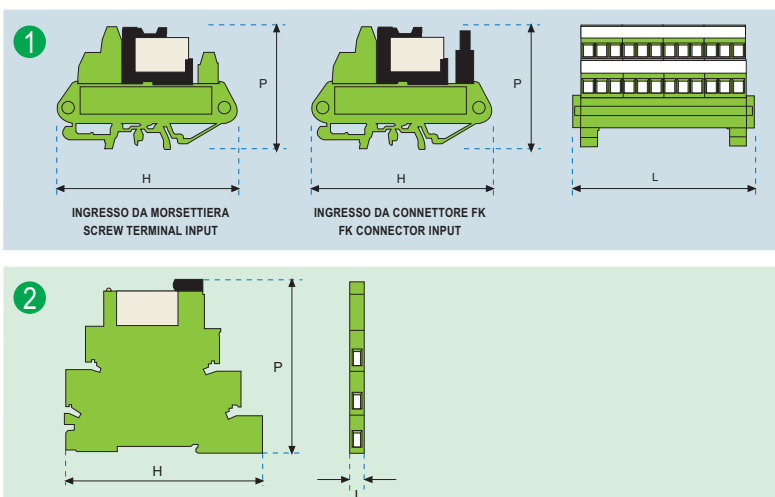 1
P
P
H
H
L
INGRESSO DA MORSETTIERA
SCREW TERMINAL INPUT
INGRESSO DA CONNETTORE FK
FK CONNECTOR INPUT
2
P
H
L